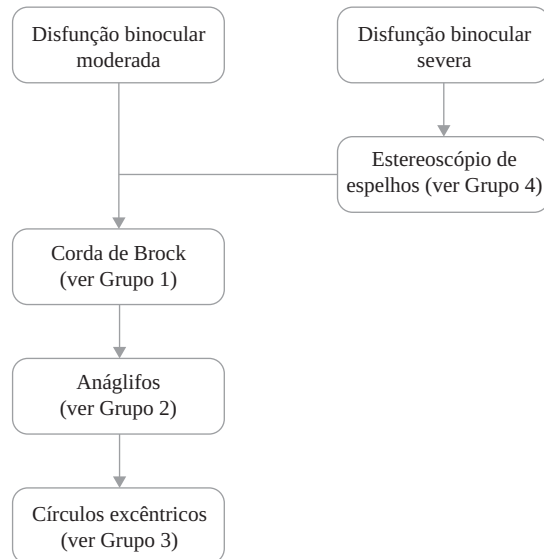 Disfunção binocular
moderada
Disfunção binocular
severa
Estereoscópio de
espelhos (ver Grupo 4)
Corda de Brock
(ver Grupo 1)
Anáglifos
(ver Grupo 2)
Círculos excêntricos
(ver Grupo 3)